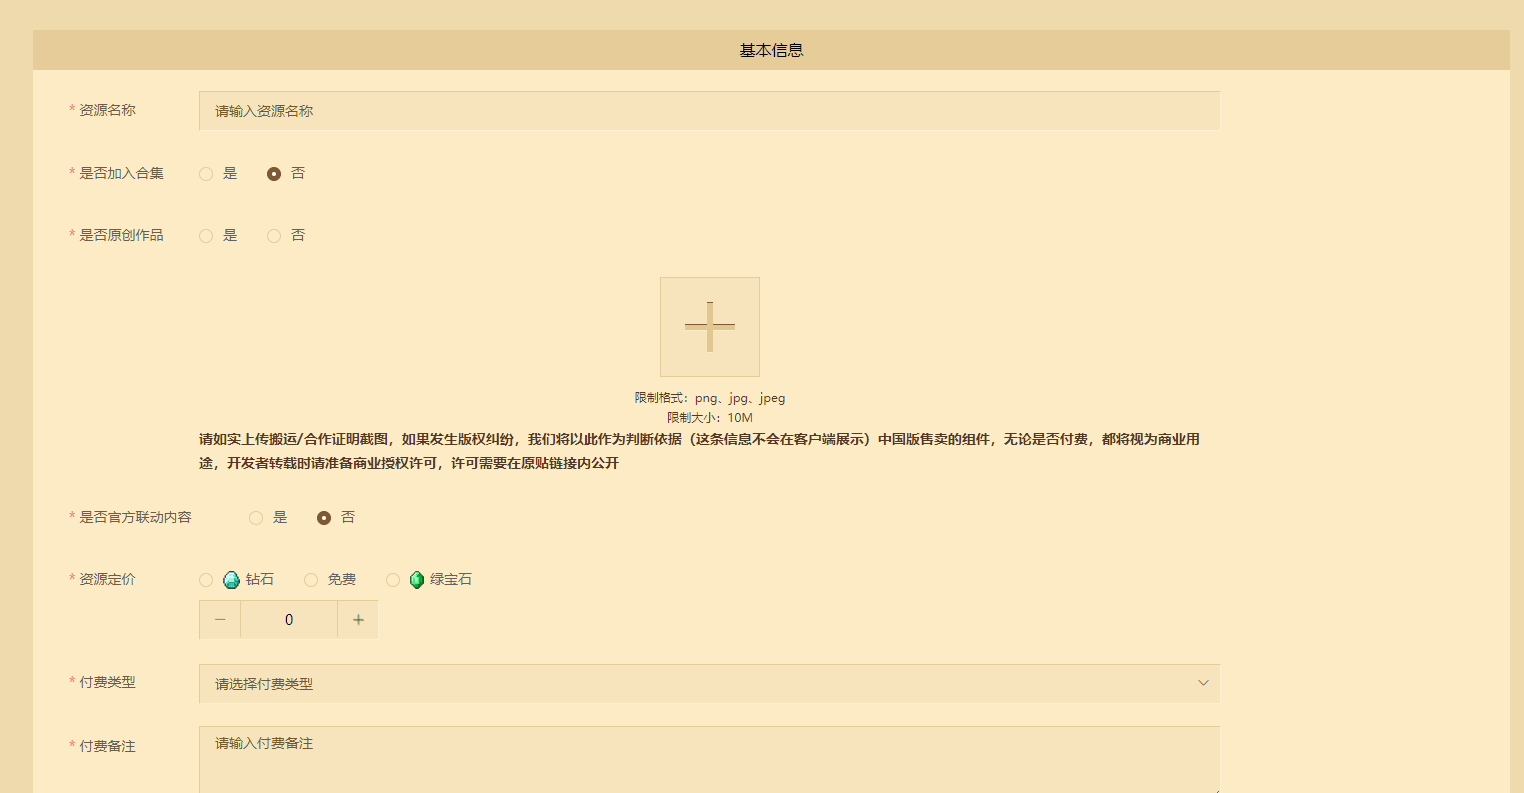 基本信息
* 资源名称 请输入资源名称
* 是否加入合集 是 否
* 是否原创作品 是 否
限制格式：png、jpg、jpeg
限制大小：10M
请如实上传搬运/合作证明截图，如果发生版权纠纷，我们将以此作为判断依据（这条信息不会在客户端展示）中国版售卖的组件，无论是否付费，都将视为商业用
途，开发者转载时请准备商业授权许可，许可需要在原贴链接内公开
* 是否官方联动内容 是 否
* 资源定价 钻石 免费 绿宝石
− 0 +
* 付费类型 请选择付费类型
* 付费备注 请输入付费备注